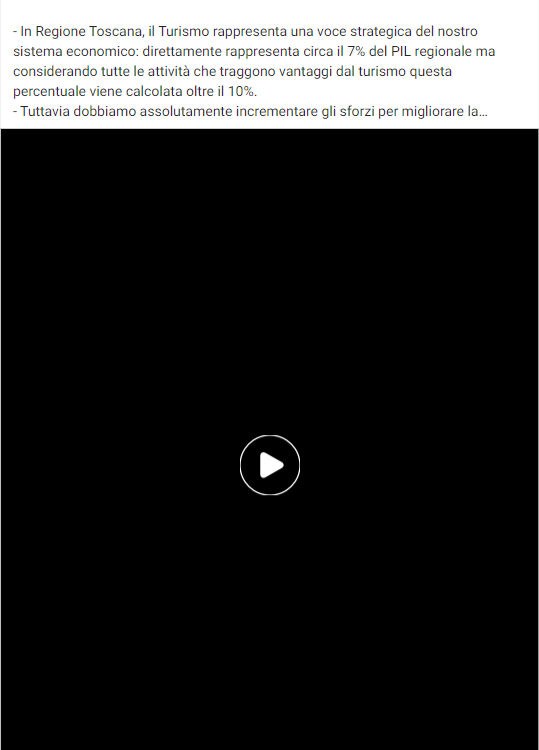 - In Regione Toscana, il Turismo rappresenta una voce strategica del nostro
sistema economico: direttamente rappresenta circa il 7% del PIL regionale ma
considerando tutte le attività che traggono vantaggi dal turismo questa
percentuale viene calcolata oltre il 10%.
- Tuttavia dobbiamo assolutamente incrementare gli sforzi per migliorare la...